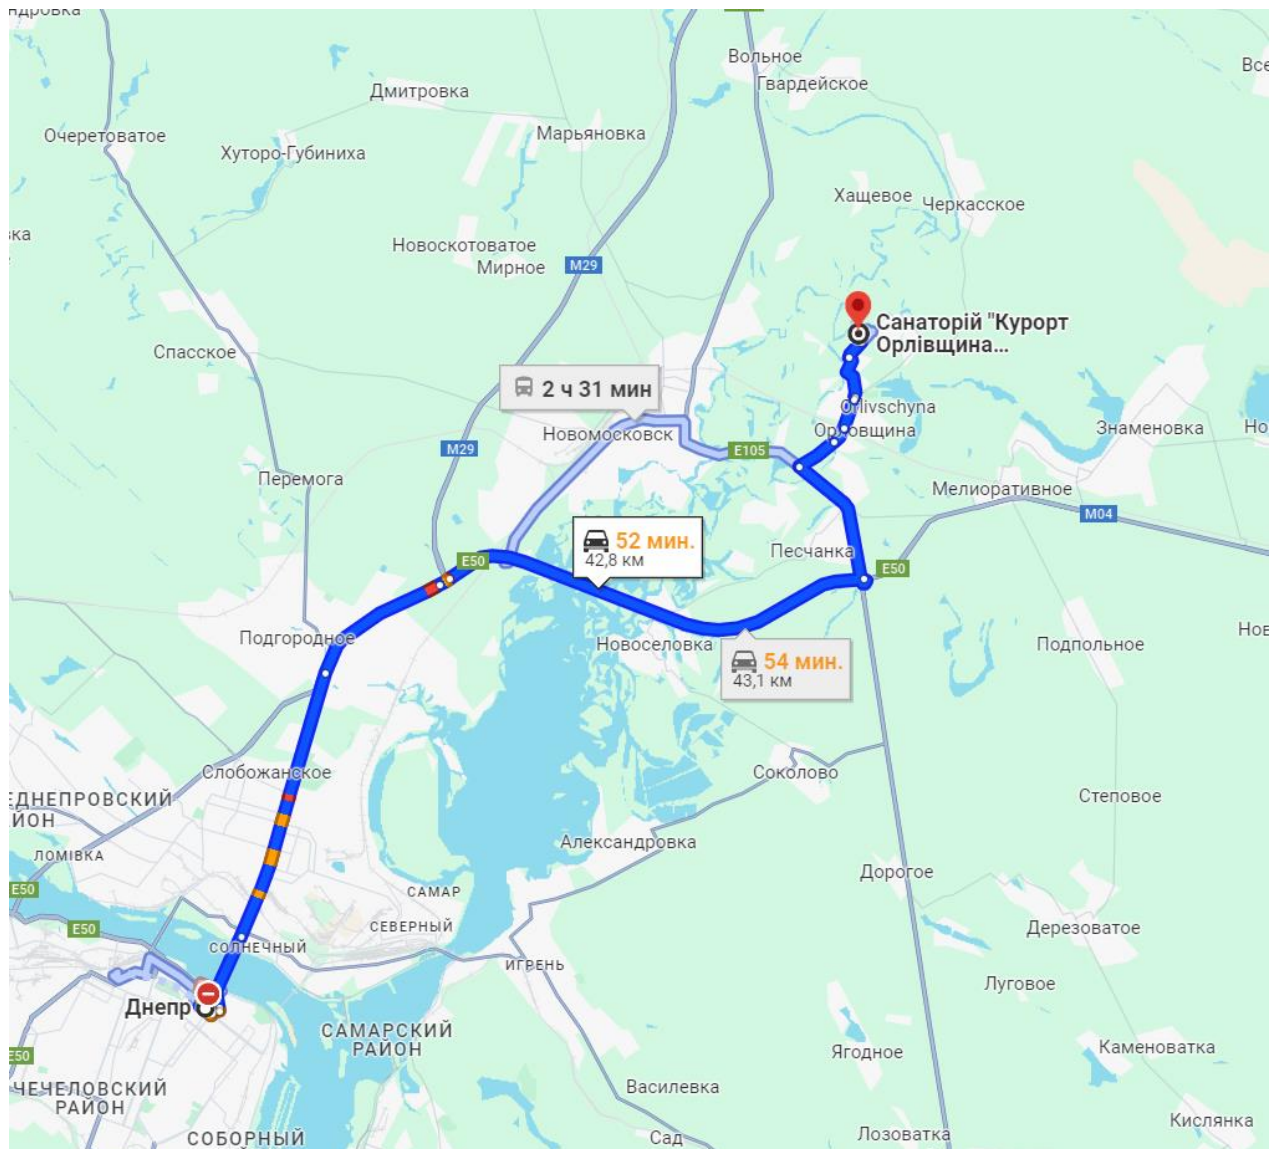 Вольное
Гвардейское
Дмитровка
Очеретоватое
Марьяновка
Хуторо-Губиниха
Хащевое
Черкасское
Новоскотоватое
Мирное
M29
Санаторій "Курорт
Орлівщина...
Спасское
2 ч 31 мин
Orlivschyna
Орловщина
Новомосковск
Знаменовка
M29
E105
Перемога
Мелиоративное
M04
52 мин.
42,8 км
Песчанка
E50
E50
Подгородное
Новоселовка
Подпольное
54 мин.
43,1 км
Слобожанское
Соколово
ЕДНЕПРОВСКИЙ
ЙОН
Степовое
Александровка
ЛОМІВКА
Дорогое
E50
САМАР
E50
СЕВЕРНЫЙ
Дерезоватое
СОЛНЕЧНЫЙ
ИГРЕНЬ
Луговое
Днепр
САМАРСКИЙ
РАЙОН
E50
Ягодное
Каменоватка
ЧЕЧЕЛОВСКИЙ
РАЙОН
Василевка
Кислянка
СОБОРНЫЙ
Сад
Лозоватка